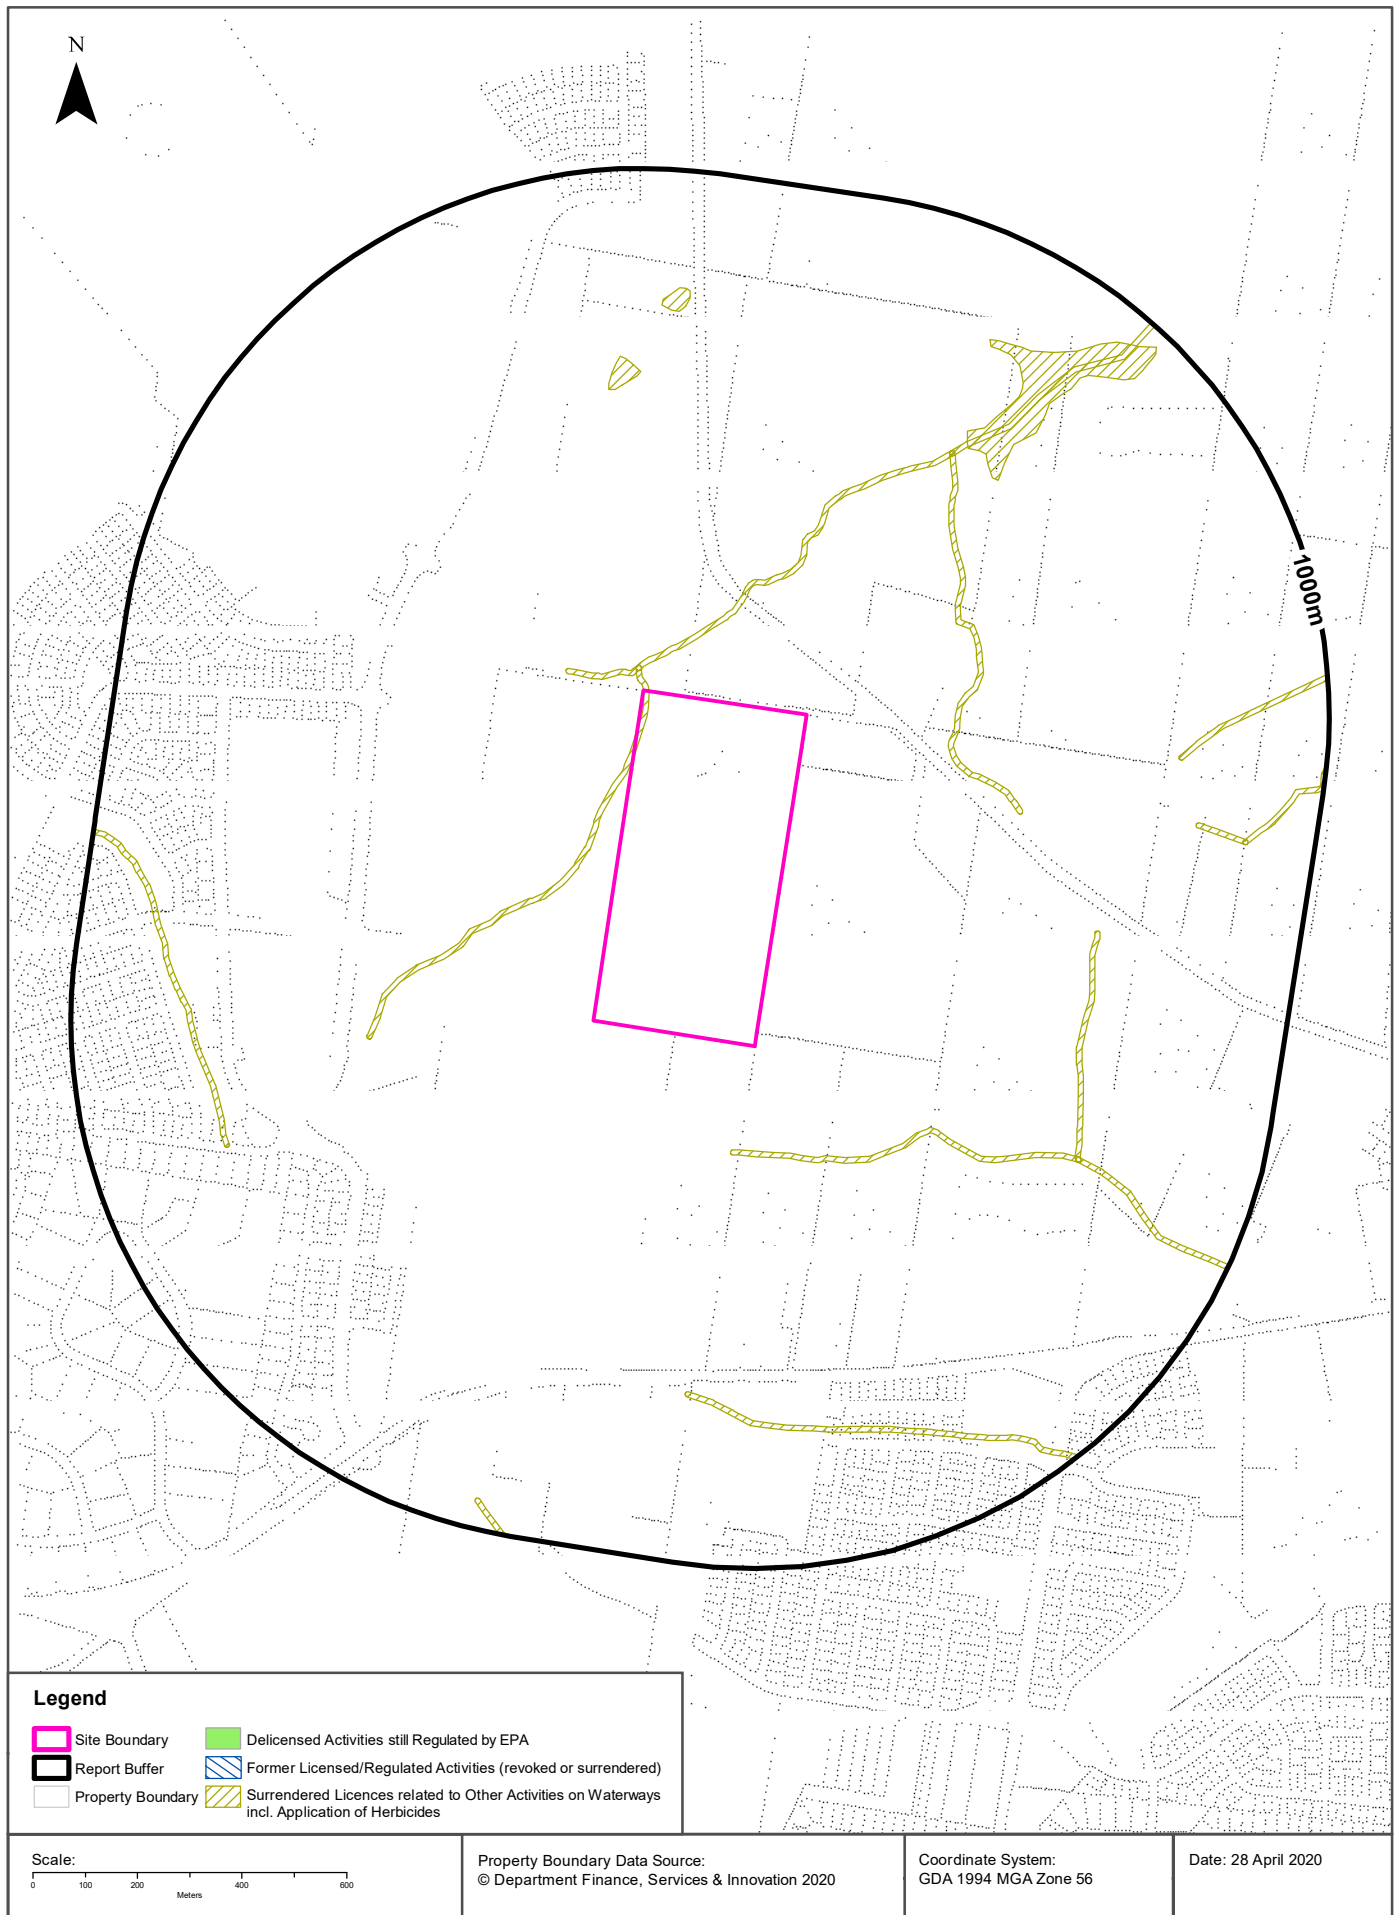 N
1000m
Legend
Site Boundary
Report Buffer
Property Boundary
Delicensed Activities still Regulated by EPA
Former Licensed/Regulated Activities (revoked or surrendered)
Surrendered Licences related to Other Activities on Waterways
incl. Application of Herbicides
Scale:
0 100 200 400 600
Meters
Property Boundary Data Source:
© Department Finance, Services & Innovation 2020
Coordinate System:
GDA 1994 MGA Zone 56
Date: 28 April 2020